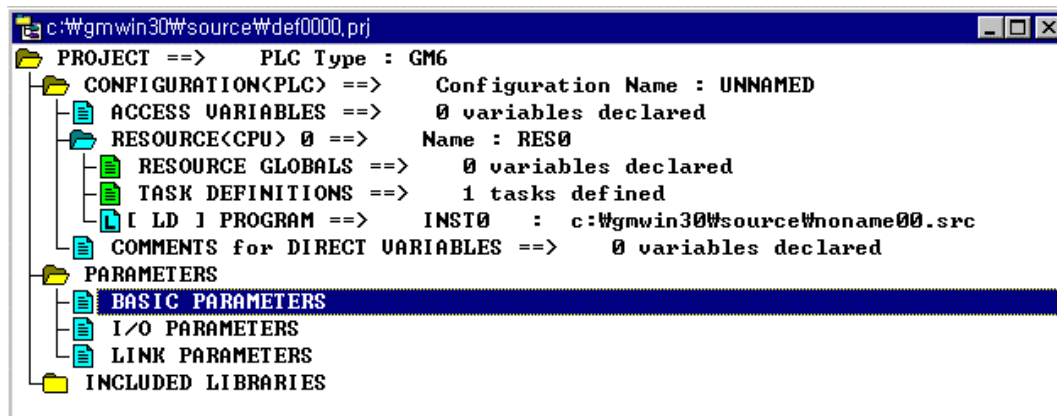 c:₩gmwin30₩source₩def0000.prj
PROJECT ==> PLC Type : GM6
CONFIGURATION(PLC) ==> Configuration Name : UNNAMED
ACCESS VARIABLES ==> 0 variables declared
RESOURCE(CPU) 0 ==> Name : RES0
RESOURCE GLOBALS ==> 0 variables declared
TASK DEFINITIONS ==> 1 tasks defined
[ LD ] PROGRAM ==> INST0 : c:₩gmwin30₩source₩noname00.src
COMMENTS for DIRECT VARIABLES ==> 0 variables declared
PARAMETERS
BASIC PARAMETERS
I/O PARAMETERS
LINK PARAMETERS
INCLUDED LIBRARIES